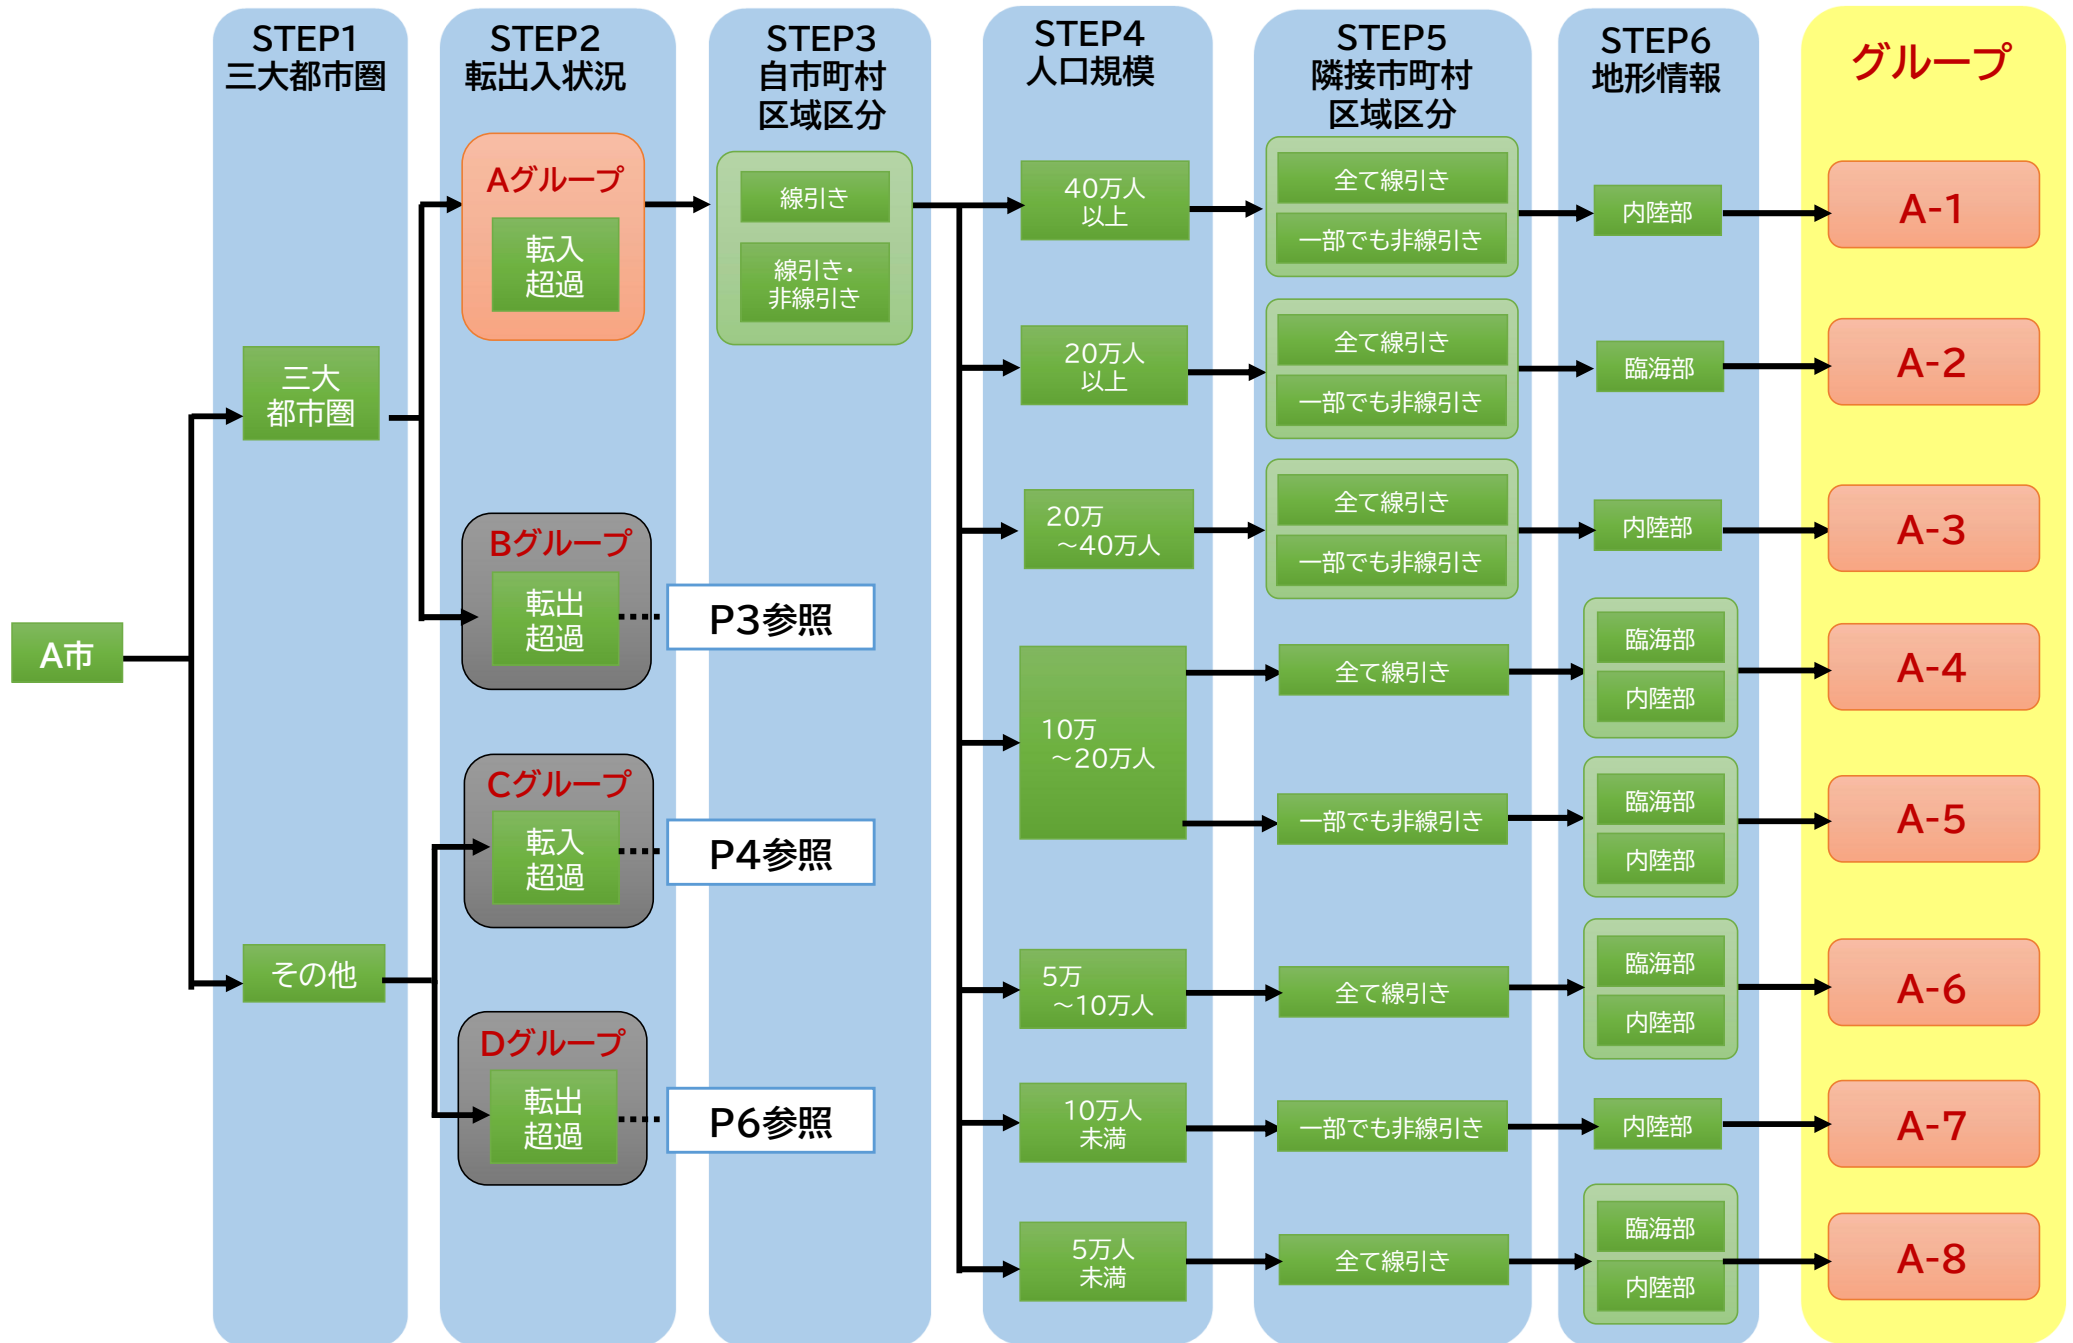 STEP1
三大都市圏
STEP2
転出入状況
STEP3
自市町村
区域区分
STEP4
人口規模
STEP5
隣接市町村
区域区分
STEP6
地形情報
グループ
A市
三大
都市圏
その他
Aグループ
転入
超過
Bグループ
転出
超過
P3参照
Cグループ
転入
超過
P4参照
Dグループ
転出
超過
P6参照
線引き
線引き・
非線引き
40万人
以上
全て線引き
一部でも非線引き
内陸部
A-1
20万人
以上
全て線引き
一部でも非線引き
臨海部
A-2
20万
～40万人
全て線引き
一部でも非線引き
内陸部
A-3
10万
～20万人
全て線引き
臨海部
内陸部
A-4
一部でも非線引き
臨海部
内陸部
A-5
5万
～10万人
全て線引き
臨海部
内陸部
A-6
10万人
未満
一部でも非線引き
内陸部
A-7
5万人
未満
全て線引き
臨海部
内陸部
A-8